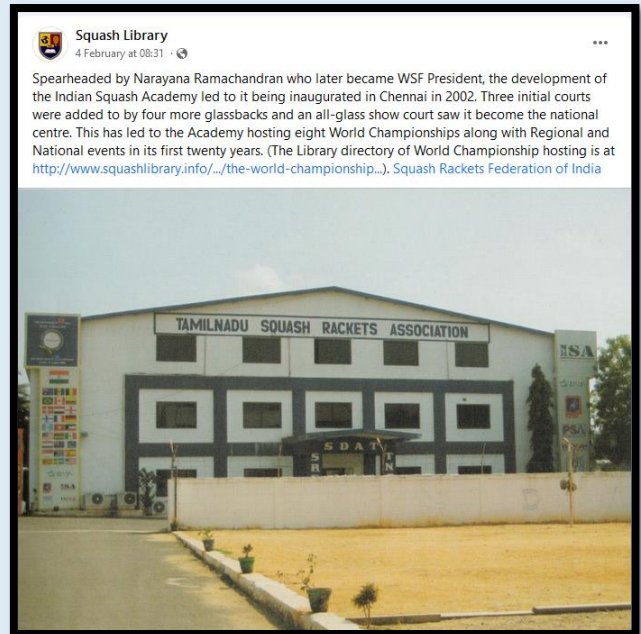 Squash Library
4 February at 08:31 ·
Spearheaded by Narayana Ramachandran who later became WSF President, the development of
the Indian Squash Academy led to it being inaugurated in Chennai in 2002. Three initial courts
were added to by four more glassbacks and an all-glass show court saw it become the national
centre. This has led to the Academy hosting eight World Championships along with Regional and
National events in its first twenty years. (The Library directory of World Championship hosting is at
http://www.squashlibrary.info/.../the-world-championship...). Squash Rackets Federation of India
TAMILNADU SQUASH RACKETS ASSOCIATION
ISA
PSA
SDAT
TN
ISA